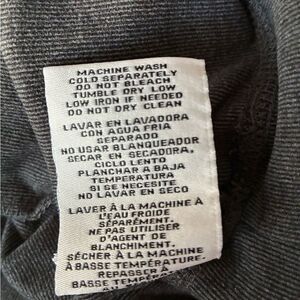 MACHINE WASH
COLD SEPARATELY
DO NOT BLEACH
TUMBLE DRY LOW
LOW IRON IF NEEDED
DO NOT DRY CLEAN
LAVAR EN LAVADORA
CON AGUA FRIA
SEPARADO
NO USAR BLANQUEADOR
SECAR EN SECADORA,
CICLO LENTO
PLANCHAR A BAJA
TEMPERATURA
SI SE NECESITE
NO LAVAR EN SECO
LAVER À LA MACHINE À
L'EAU FROIDE
SÉPARÉMENT.
NE PAS UTILISER
D'AGENT DE
BLANCHIMENT.
SÉCHER À LA MACHINE
À BASSE TEMPÉRATURE.
REPASSER À
BASSE TEMP